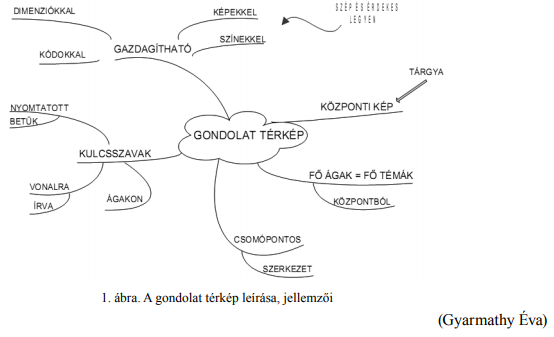 DIMENZIÓKKAL
KÉPEKKEL
SZÉP ÉS ÉRDEKES
LEGYEN
GAZDAGÍTHATÓ
SZÍNEKKEL
KÓDOKKAL
TÁRGYA
NYOMTATOTT
BETŰK
KÖZPONTI KÉP
GONDOLAT TÉRKÉP
KULCSSZAVAK
FŐ ÁGAK = FŐ TÉMÁK
VONALRA
ÍRVA
ÁGAKON
KÖZPONTBÓL
CSOMÓPONTOS
SZERKEZET
1. ábra. A gondolat térkép leírása, jellemzői
(Gyarmathy Éva)